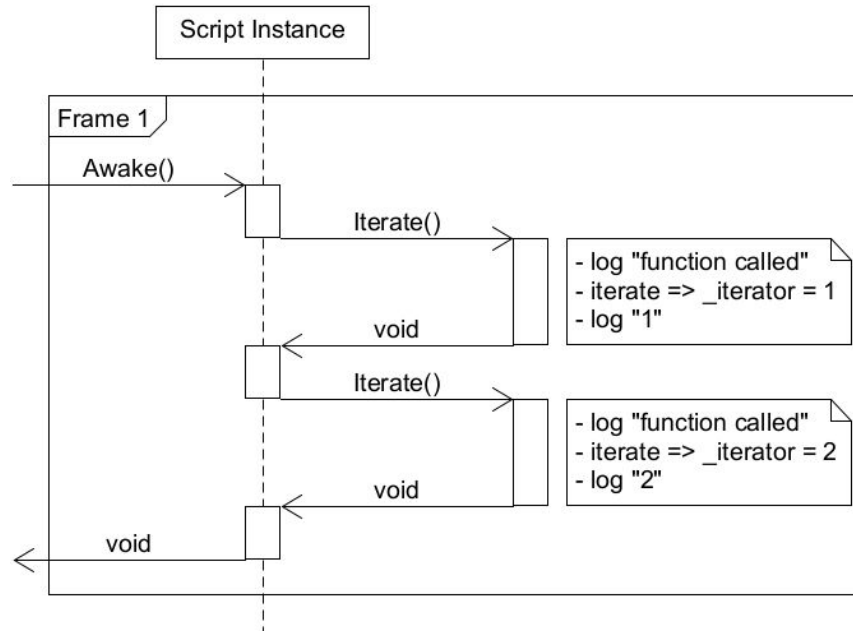 Script Instance
Frame 1
Awake()
Iterate()
- log "function called"
- iterate => _iterator = 1
- log "1"
void
Iterate()
- log "function called"
- iterate => _iterator = 2
- log "2"
void
void